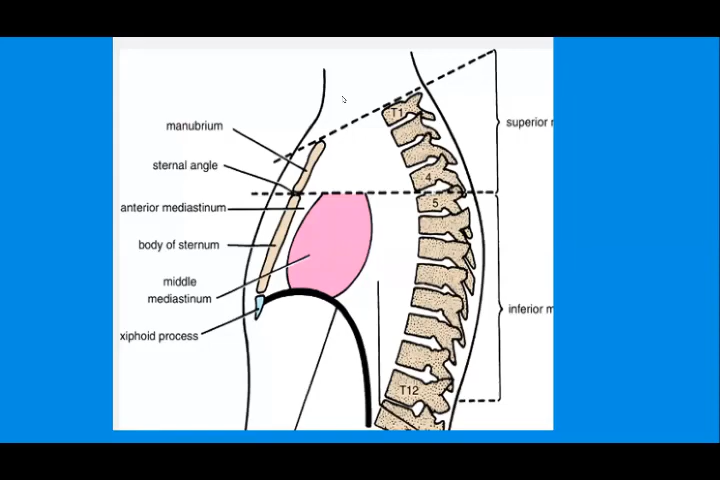 T1
manubrium
superior
sternal angle
4
5
anterior mediastinum
body of sternum
middle
mediastinum
inferior
xiphoid process
T12